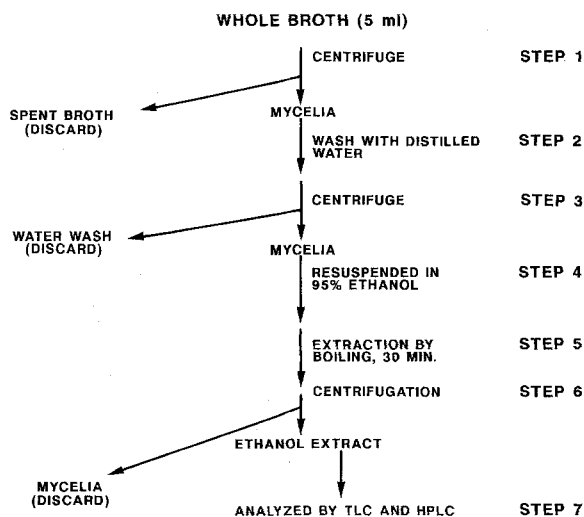 WHOLE BROTH (5 ml)
CENTRIFUGE
STEP 1
SPENT BROTH
(DISCARD)
MYCELIA
WASH WITH DISTILLED
WATER
STEP 2
CENTRIFUGE
STEP 3
WATER WASH
(DISCARD)
MYCELIA
RESUSPENDED IN
95% ETHANOL
STEP 4
EXTRACTION BY
BOILING, 30 MIN.
STEP 5
CENTRIFUGATION
STEP 6
ETHANOL EXTRACT
MYCELIA
(DISCARD)
ANALYZED BY TLC AND HPLC
STEP 7